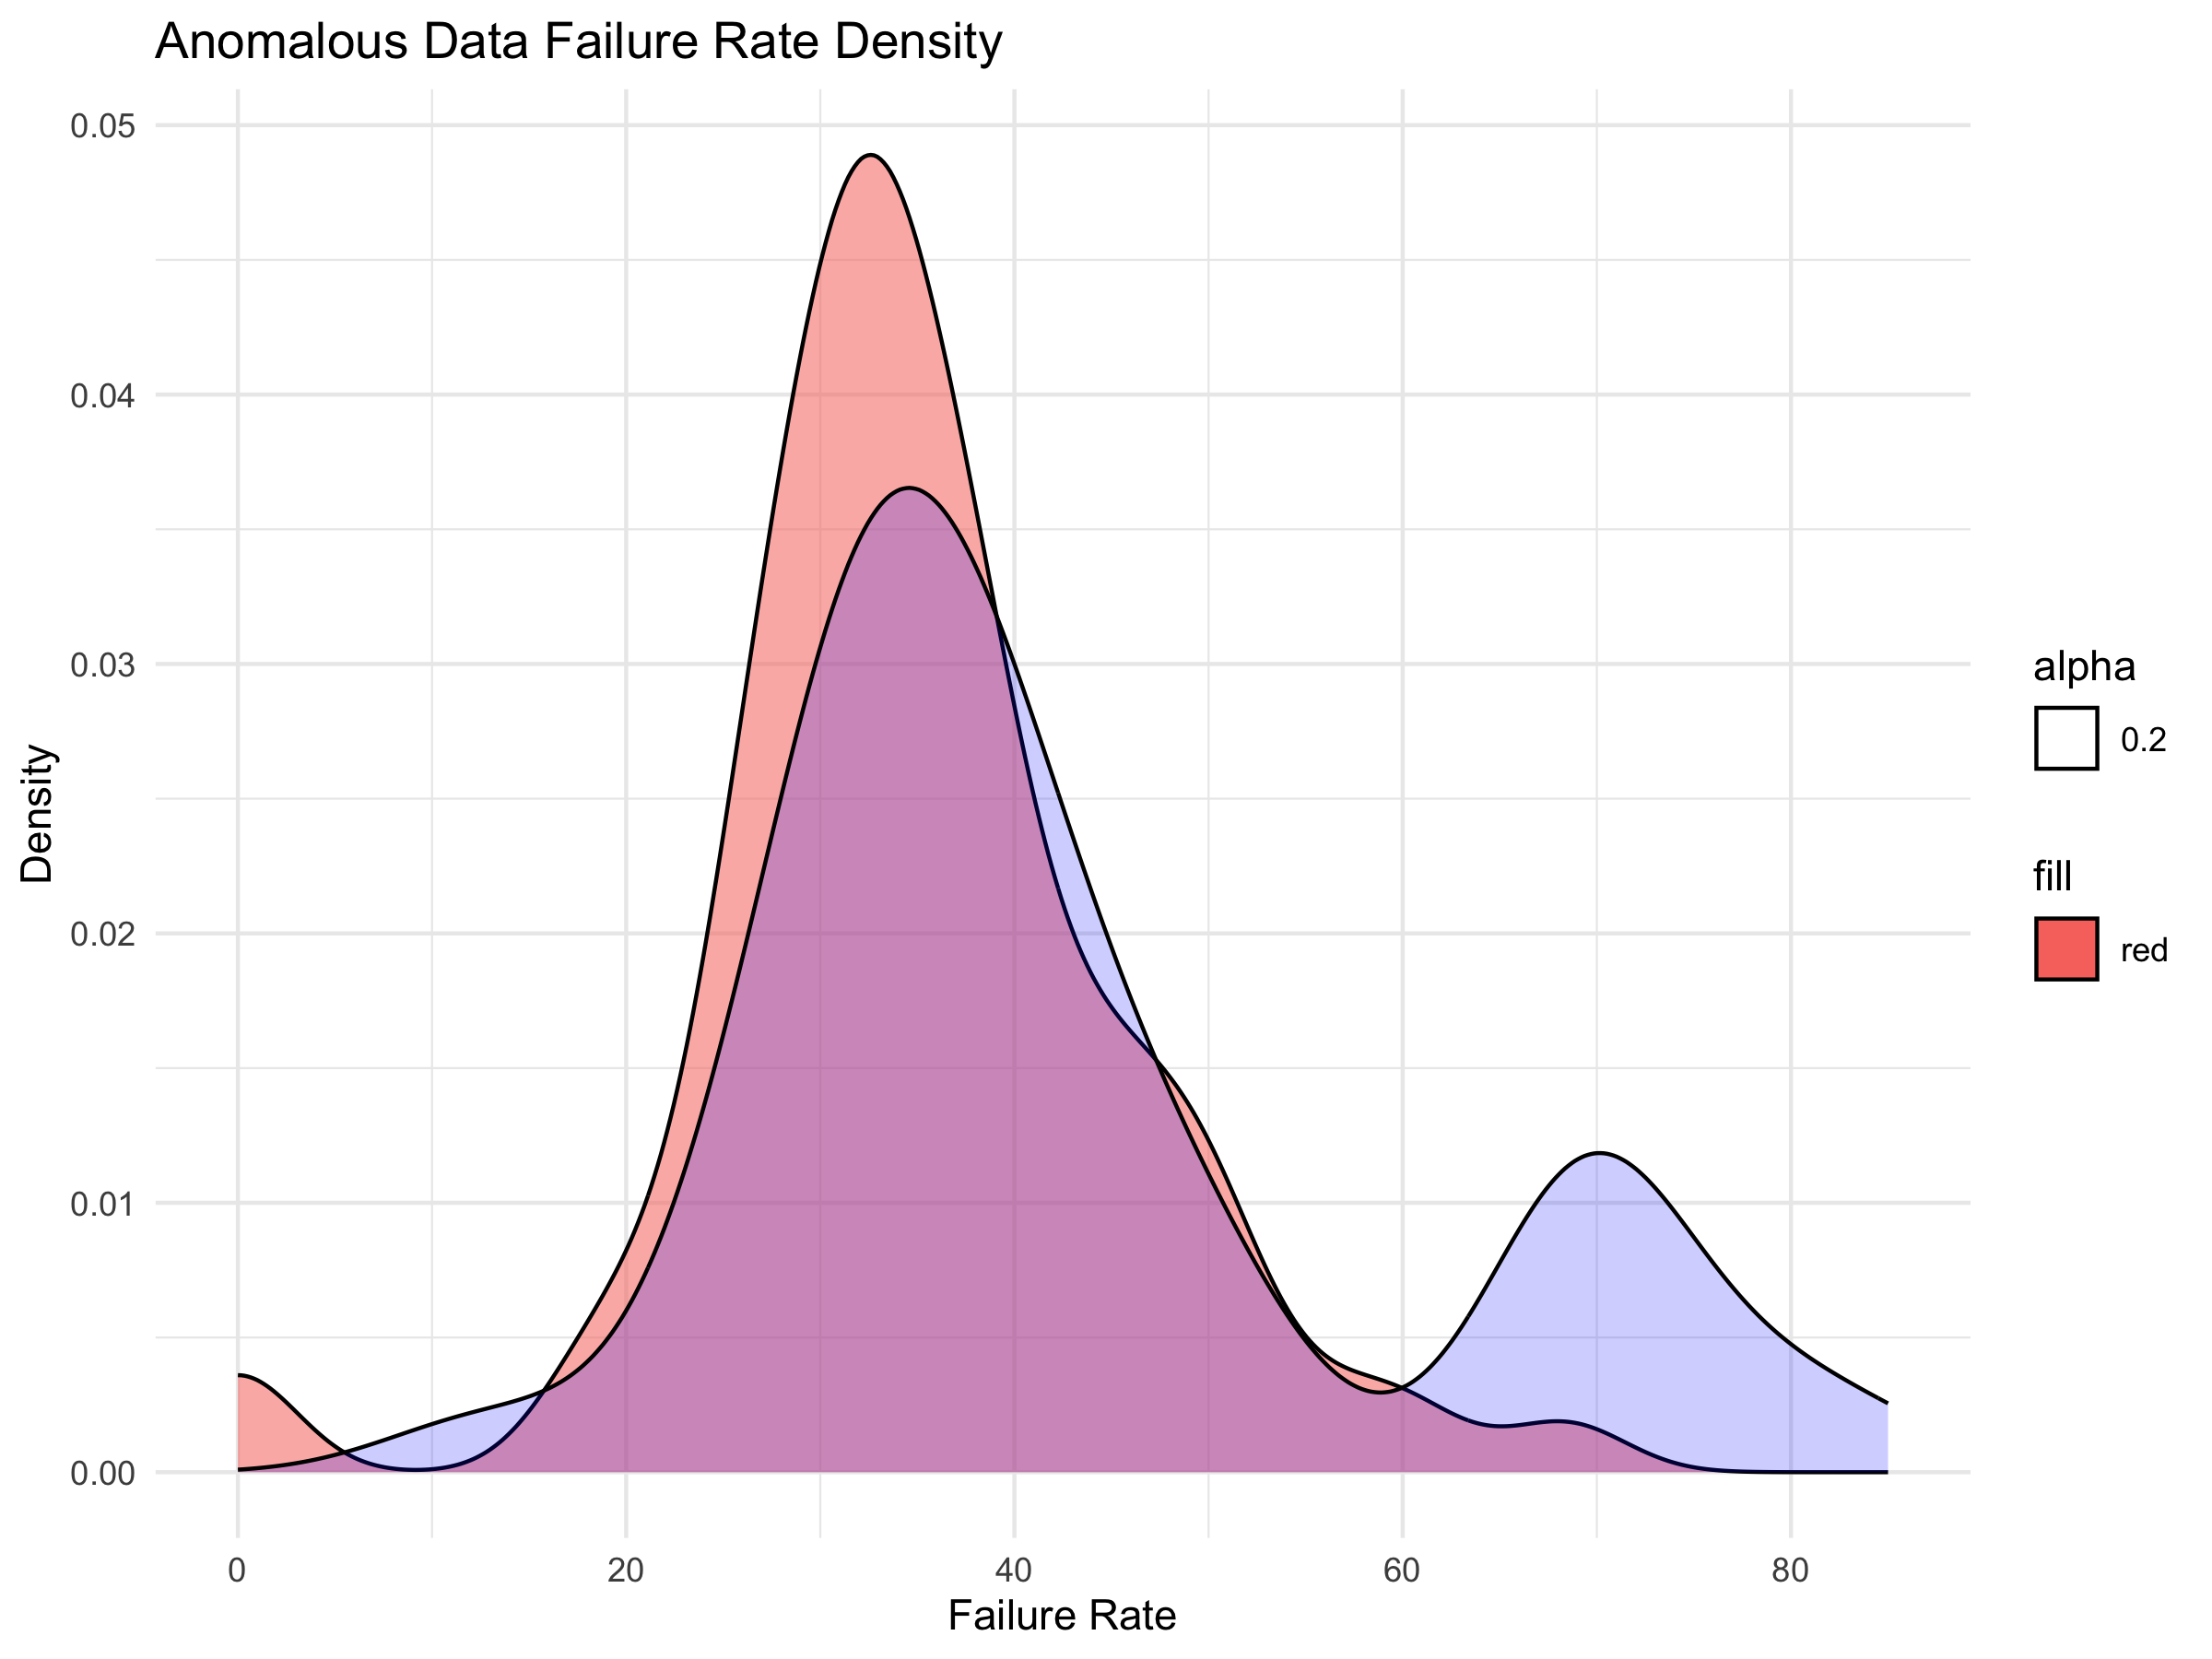 Anomalous Data Failure Rate Density
0.05
0.04
0.03
0.02
0.01
0.00
Density
0 20 40 60 80
Failure Rate
alpha
0.2
fill
red